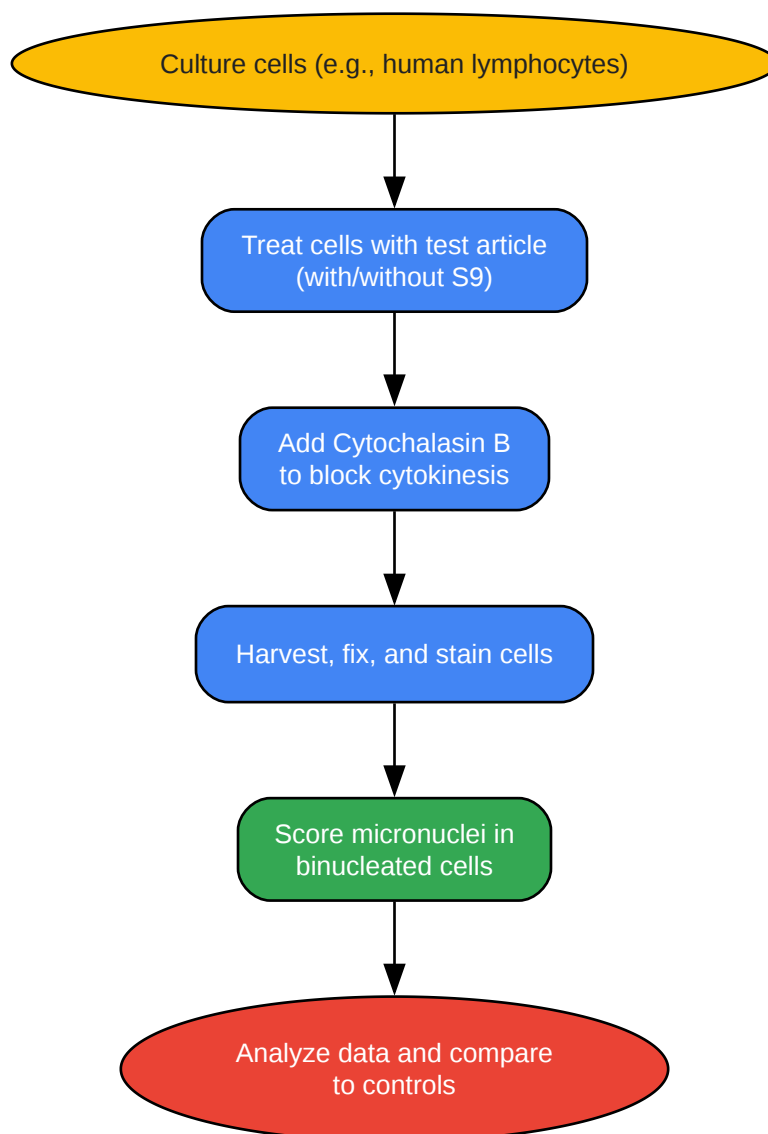 Culture cells (e.g., human lymphocytes)
Treat cells with test article
(with/without S9)
Add Cytochalasin B
to block cytokinesis
Harvest, fix, and stain cells
Score micronuclei in
binucleated cells
Analyze data and compare
to controls